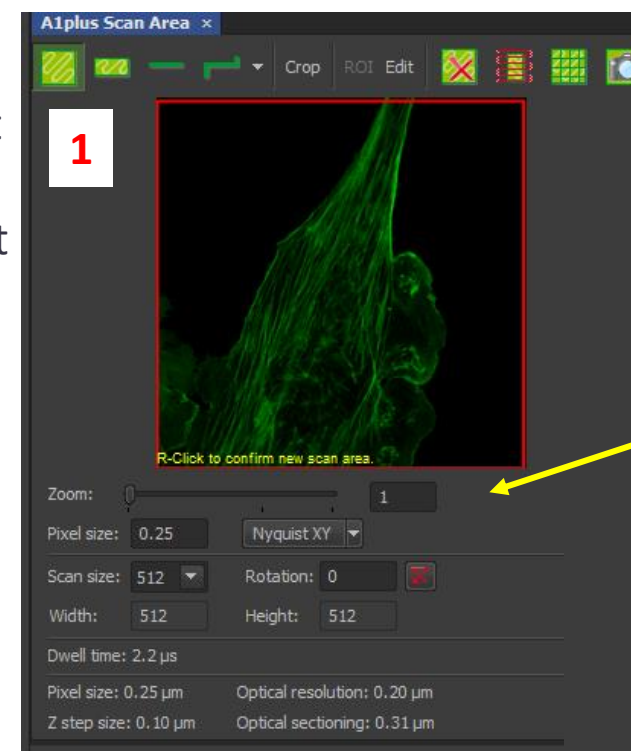 A1plus Scan Area ×
Crop ROI Edit
1
t
R-Click to confirm new scan area.
Zoom: 1
Pixel size: 0.25 Nyquist XY
Scan size: 512 Rotation: 0
Width: 512 Height: 512
Dwell time: 2.2 µs
Pixel size: 0.25 µm Optical resolution: 0.20 µm
Z step size: 0.10 µm Optical sectioning: 0.31 µm